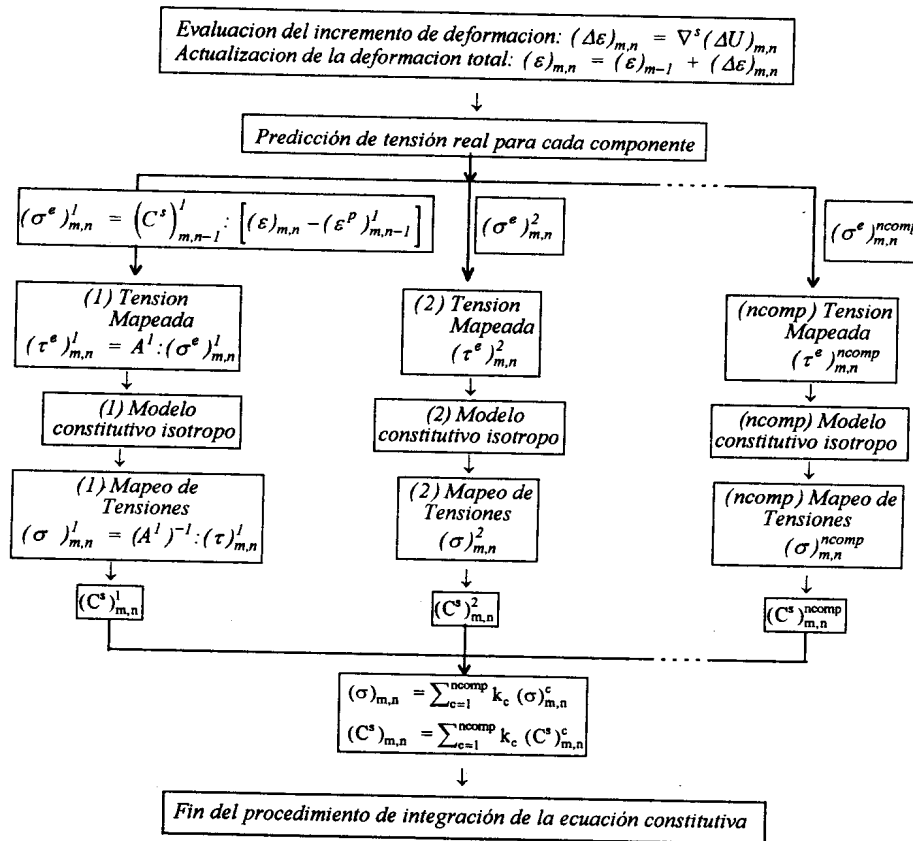 Evaluacion del incremento de deformacion: (Δε)m,n = ∇ˢ(ΔU)m,n
Actualizacion de la deformacion total: (ε)m,n = (ε)m−1 + (Δε)m,n
↓
Predicción de tensión real para cada componente
(σᵉ)¹m,n = (Cˢ)¹m,n−1 : [(ε)m,n − (εᵖ)¹m,n−1]
(σᵉ)²m,n
(σᵉ)ⁿᶜᵒᵐᵖm,n
(1) Tension
Mapeada
(τᵉ)¹m,n = A¹:(σᵉ)¹m,n
↓
(1) Modelo
constitutivo isotropo
↓
(1) Mapeo de
Tensiones
(σ )¹m,n = (A¹)⁻¹:(τ)¹m,n
↓
(Cˢ)¹m,n
(2) Tension
Mapeada
(τᵉ)²m,n
↓
(2) Modelo
constitutivo isotropo
↓
(2) Mapeo de
Tensiones
(σ)²m,n
↓
(Cˢ)²m,n
(ncomp) Tension
Mapeada
(τᵉ)ⁿᶜᵒᵐᵖm,n
↓
(ncomp) Modelo
constitutivo isotropo
↓
(ncomp) Mapeo de
Tensiones
(σ)ⁿᶜᵒᵐᵖm,n
↓
(Cˢ)ⁿᶜᵒᵐᵖm,n
(σ)m,n = ∑ⁿᶜᵒᵐᵖc=1 kc (σ)ᶜm,n
(Cˢ)m,n = ∑ⁿᶜᵒᵐᵖc=1 kc (Cˢ)ᶜm,n
↓
Fin del procedimiento de integración de la ecuación constitutiva